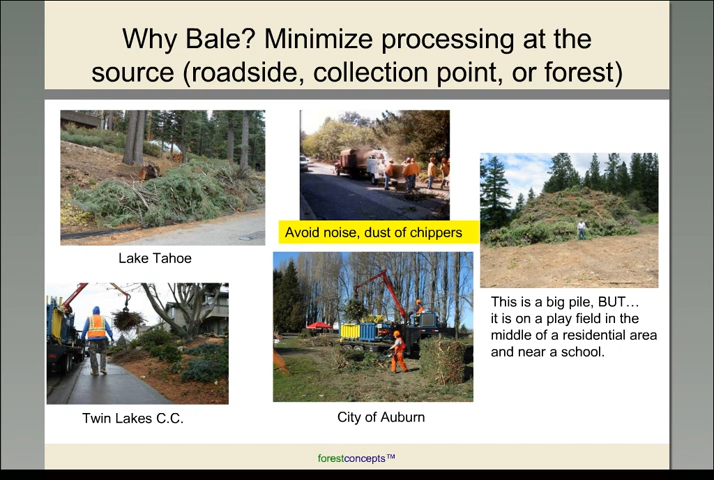 Why Bale? Minimize processing at the
source (roadside, collection point, or forest)
Avoid noise, dust of chippers
Lake Tahoe
This is a big pile, BUT…
it is on a play field in the
middle of a residential area
and near a school.
Twin Lakes C.C.
City of Auburn
forestconcepts™